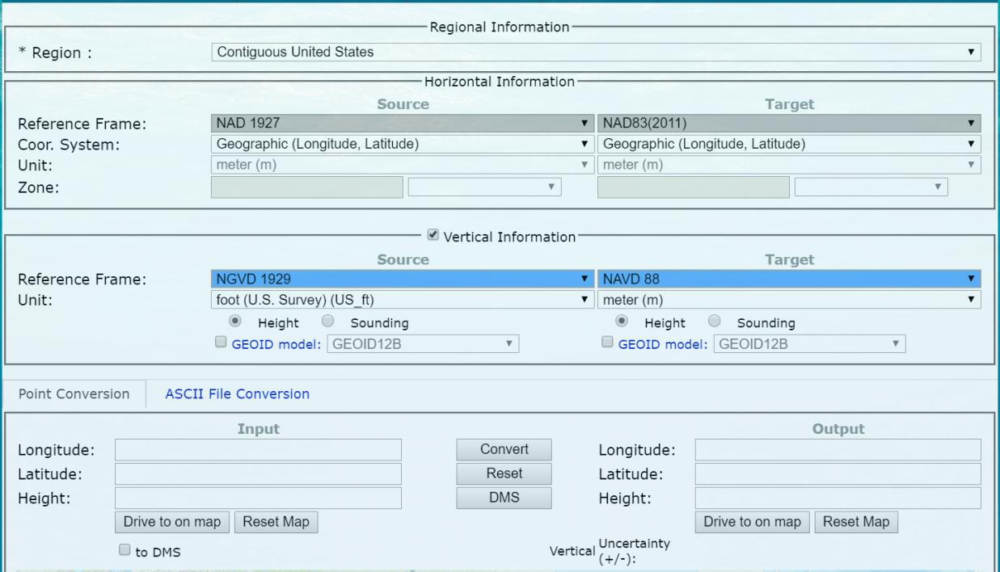 Regional Information
* Region : Contiguous United States
Horizontal Information
Source Target
Reference Frame: NAD 1927 NAD83(2011)
Coor. System: Geographic (Longitude, Latitude) Geographic (Longitude, Latitude)
Unit: meter (m) meter (m)
Zone:
Vertical Information
Source Target
Reference Frame: NGVD 1929 NAVD 88
Unit: foot (U.S. Survey) (US_ft) meter (m)
Height Sounding Height Sounding
GEOID model: GEOID12B GEOID model: GEOID12B
Point Conversion ASCII File Conversion
Input Output
Longitude: Convert Longitude:
Latitude: Reset Latitude:
Height: DMS Height:
Drive to on map Reset Map Drive to on map Reset Map
to DMS Vertical Uncertainty
(+/-):